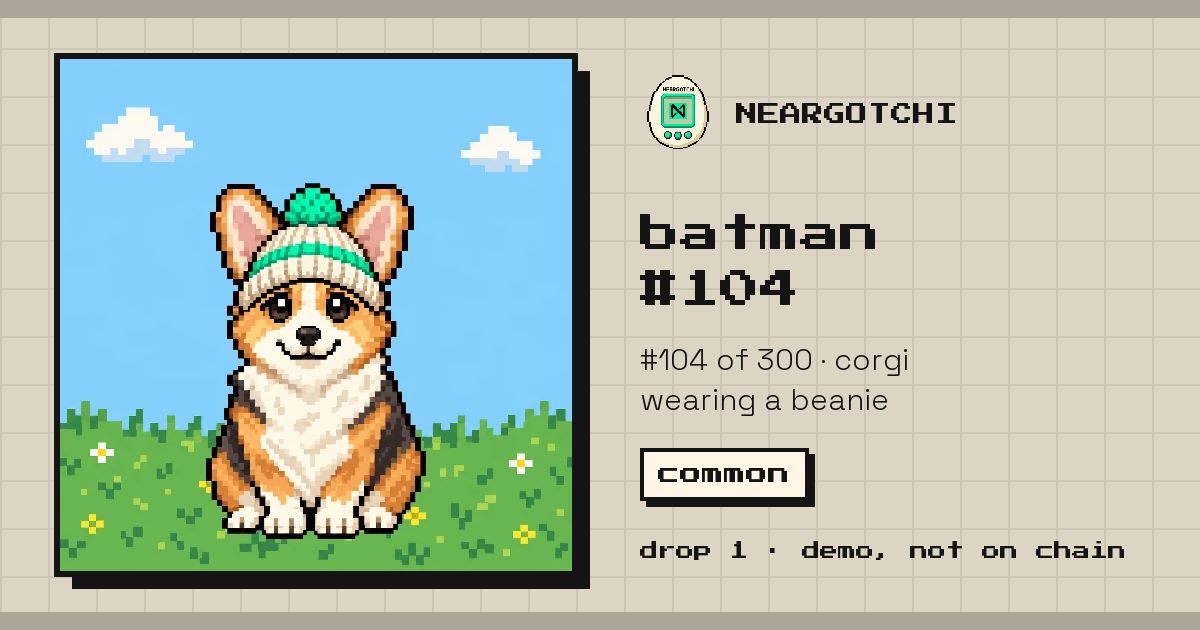 NEARGOTCHI
NEARGOTCHI
batman
#104
#104 of 300 · corgi
wearing a beanie
common
drop 1 · demo, not on chain